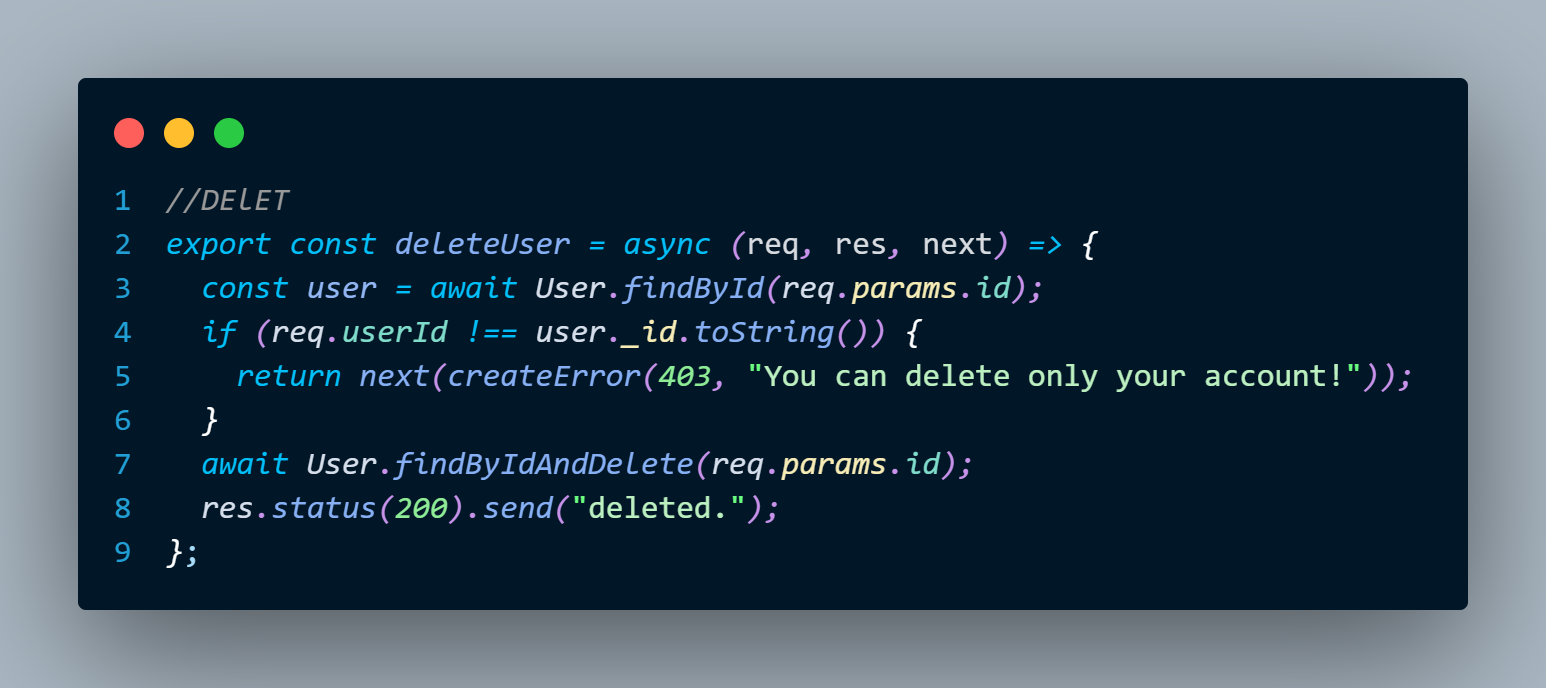 1 //DElET
2 export const deleteUser = async (req, res, next) => {
3   const user = await User.findById(req.params.id);
4   if (req.userId !== user._id.toString()) {
5     return next(createError(403, "You can delete only your account!"));
6   }
7   await User.findByIdAndDelete(req.params.id);
8   res.status(200).send("deleted.");
9 };